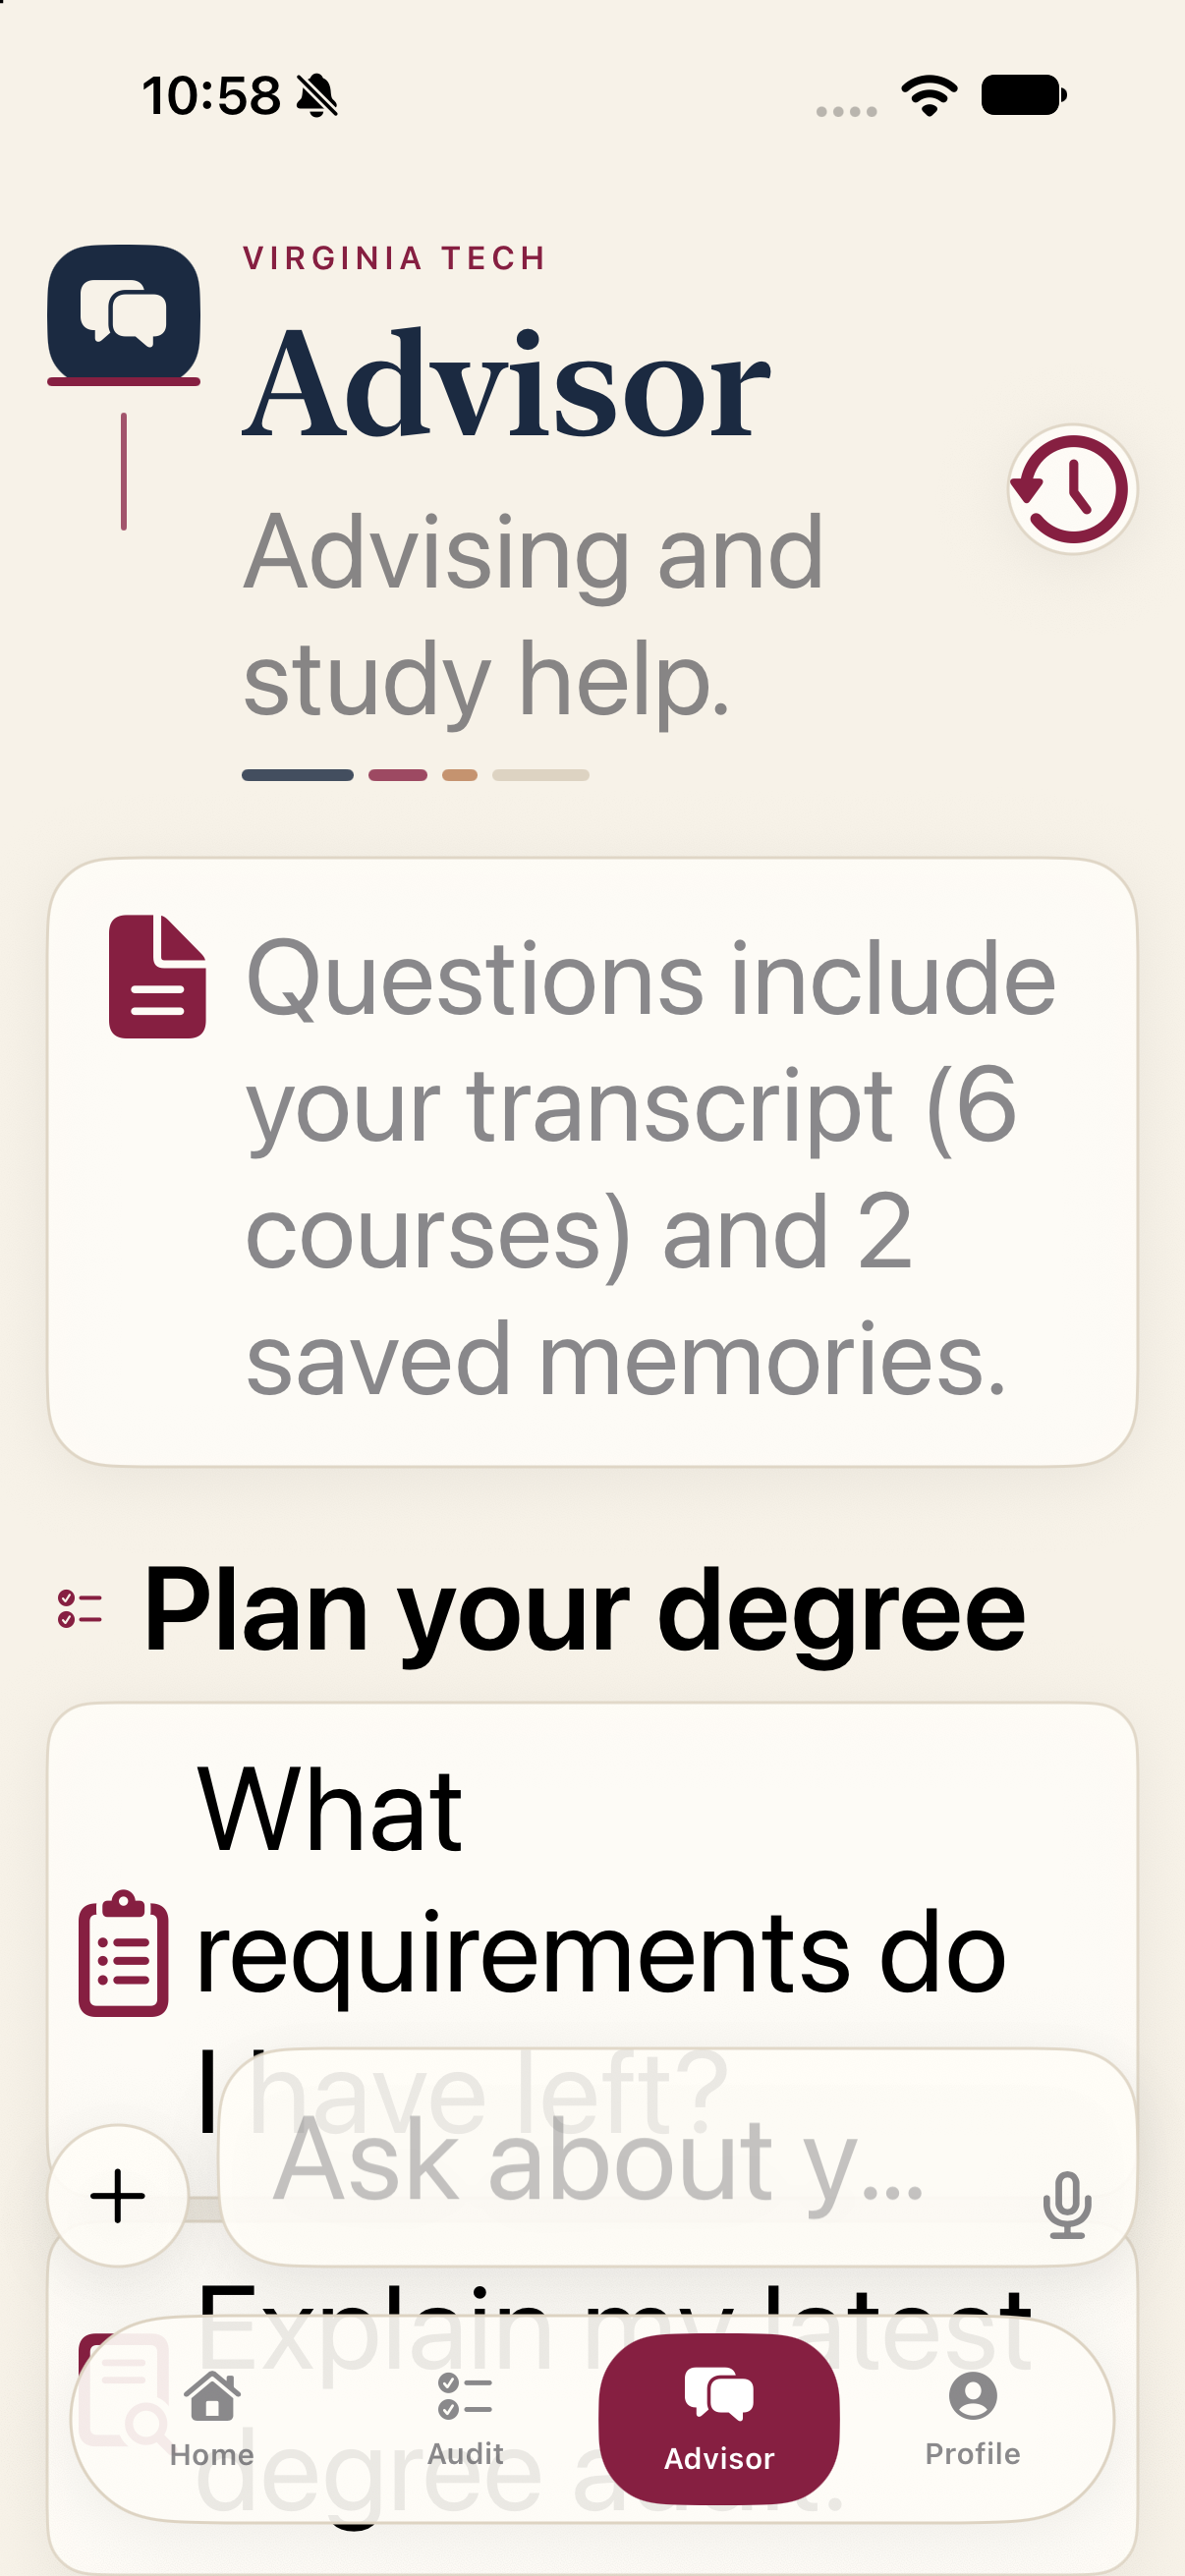 10:58
VIRGINIA TECH
Advisor
Advising and
study help.
Questions include
your transcript (6
courses) and 2
saved memories.
Plan your degree
What
requirements do
I have left?
Ask about y...
Explain my latest
degree audit.
Home
Audit
Advisor
Profile